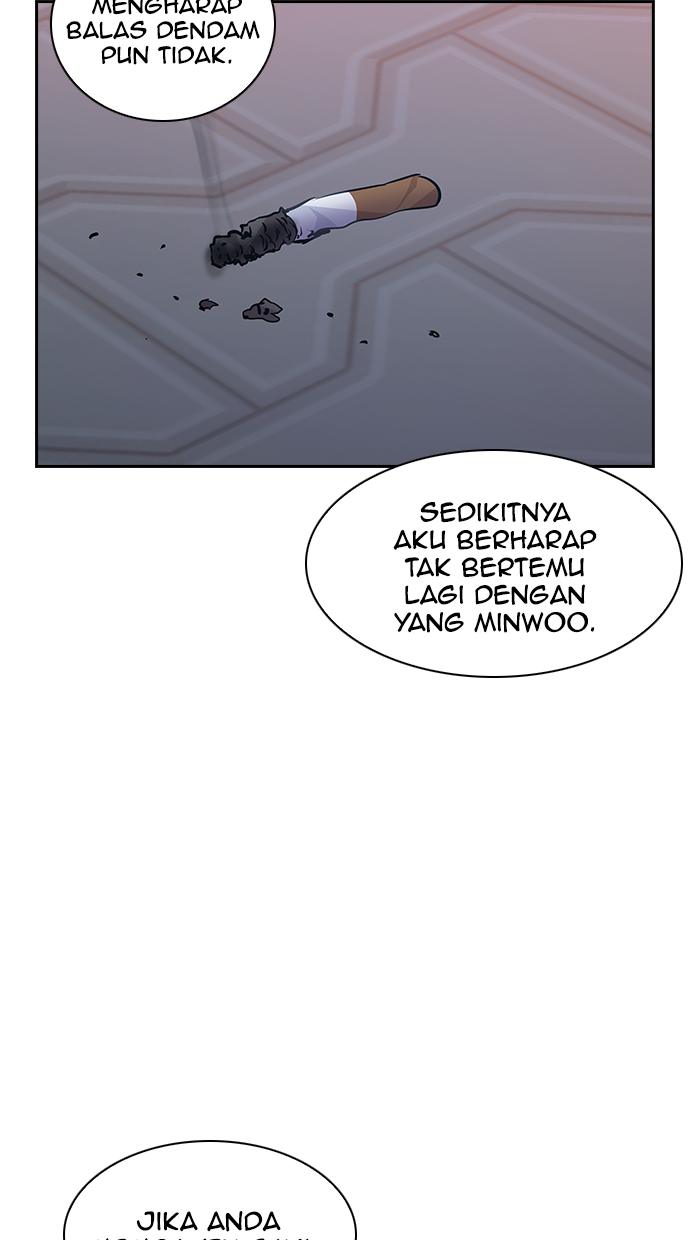 MENGHARAP
BALAS DENDAM
PUN TIDAK.
SEDIKITNYA
AKU BERHARAP
TAK BERTEMU
LAGI DENGAN
YANG MINWOO.
JIKA ANDA